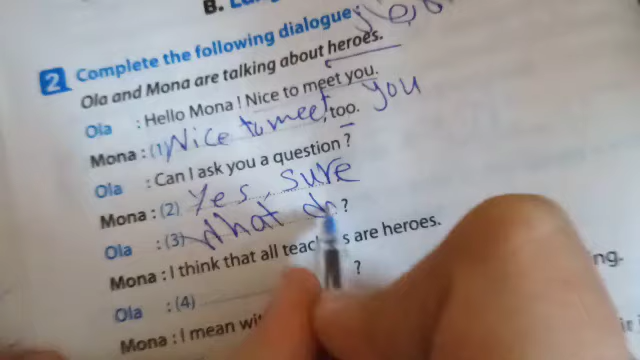 B.
2 Complete the following dialogue:
Ola and Mona are talking about heroes.
Ola : Hello Mona ! Nice to meet you.
Mona : (1) Nice to meet you, too.
Ola : Can I ask you a question ?
Mona : (2) Yes, sure
Ola : (3) What do ?
Mona : I think that all teachers are heroes.
Ola : (4) ?
Mona : I mean